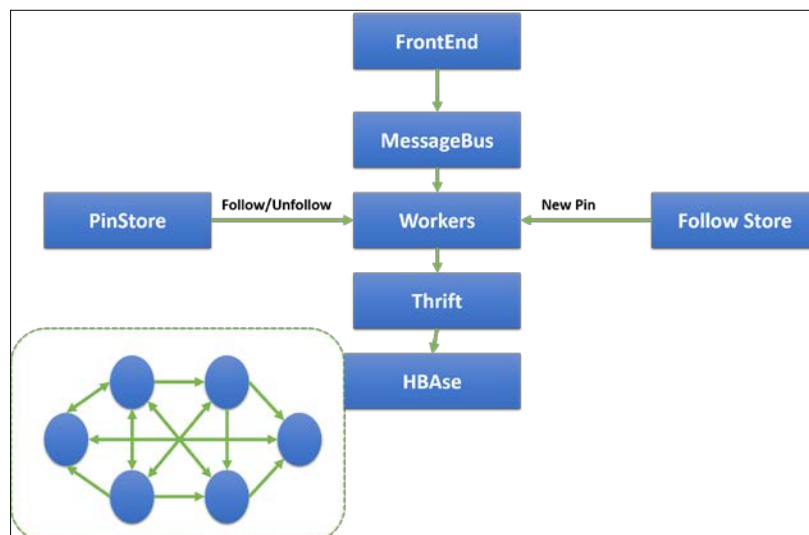 FrontEnd
MessageBus
PinStore
Follow/Unfollow
Workers
New Pin
Follow Store
Thrift
HBAse